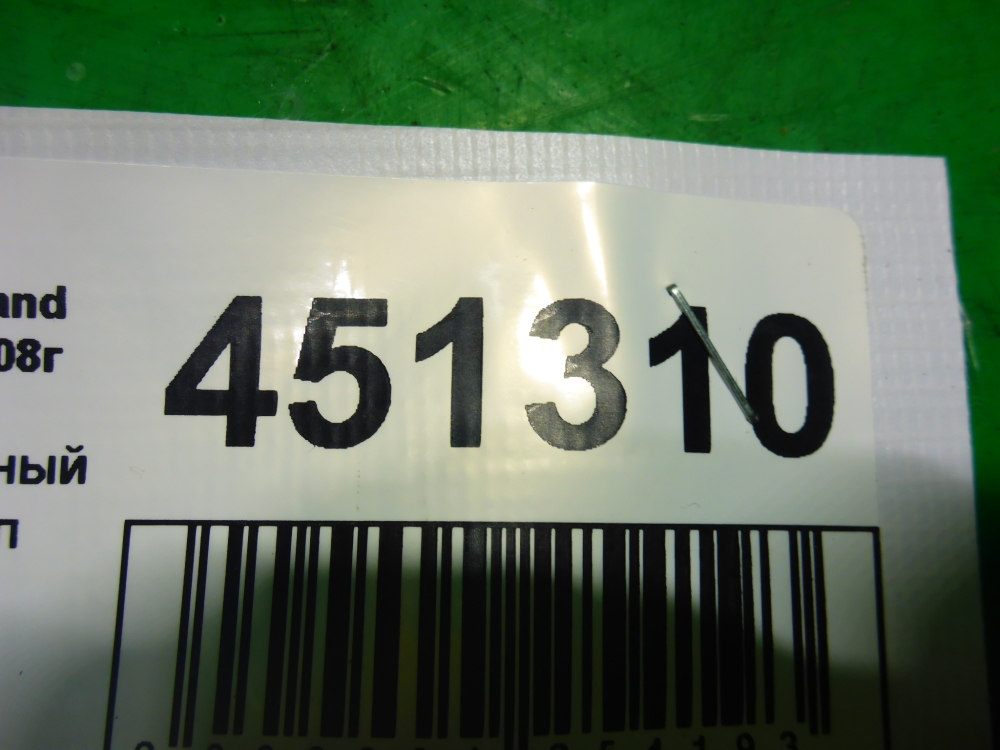 and
451310
08г
ный
п